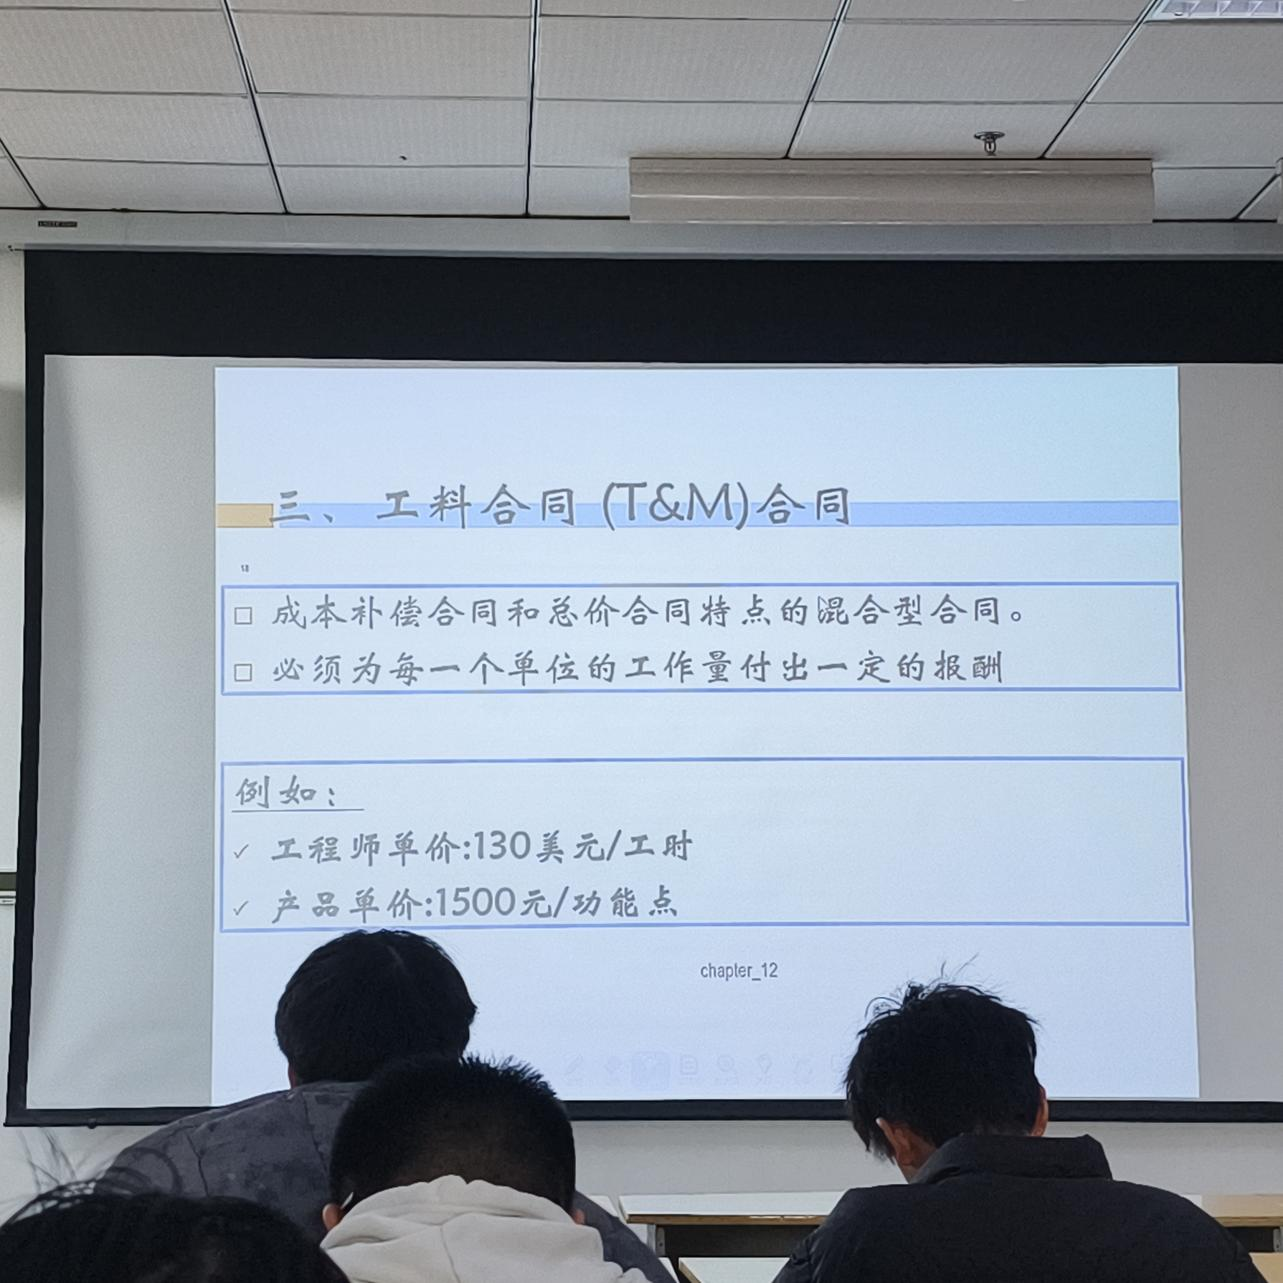 三、工料合同 (T&M)合同
18
□ 成本补偿合同和总价合同特点的混合型合同。
□ 必须为每一个单位的工作量付出一定的报酬
例如：
✓ 工程师单价:130美元/工时
✓ 产品单价:1500元/功能点
chapter_12